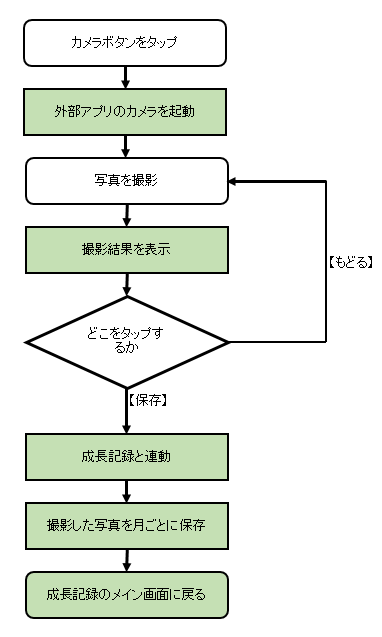 カメラボタンをタップ
外部アプリのカメラを起動
写真を撮影
撮影結果を表示
【もどる】
どこをタップす
るか
【保存】
成長記録と連動
撮影した写真を月ごとに保存
成長記録のメイン画面に戻る